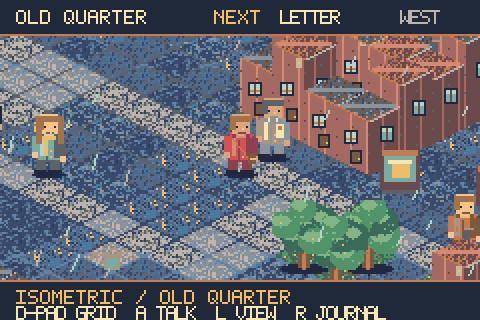 OLD QUARTER NEXT LETTER WEST
ISOMETRIC / OLD QUARTER
D-PAD GRID A TALK L VIEW R JOURNAL